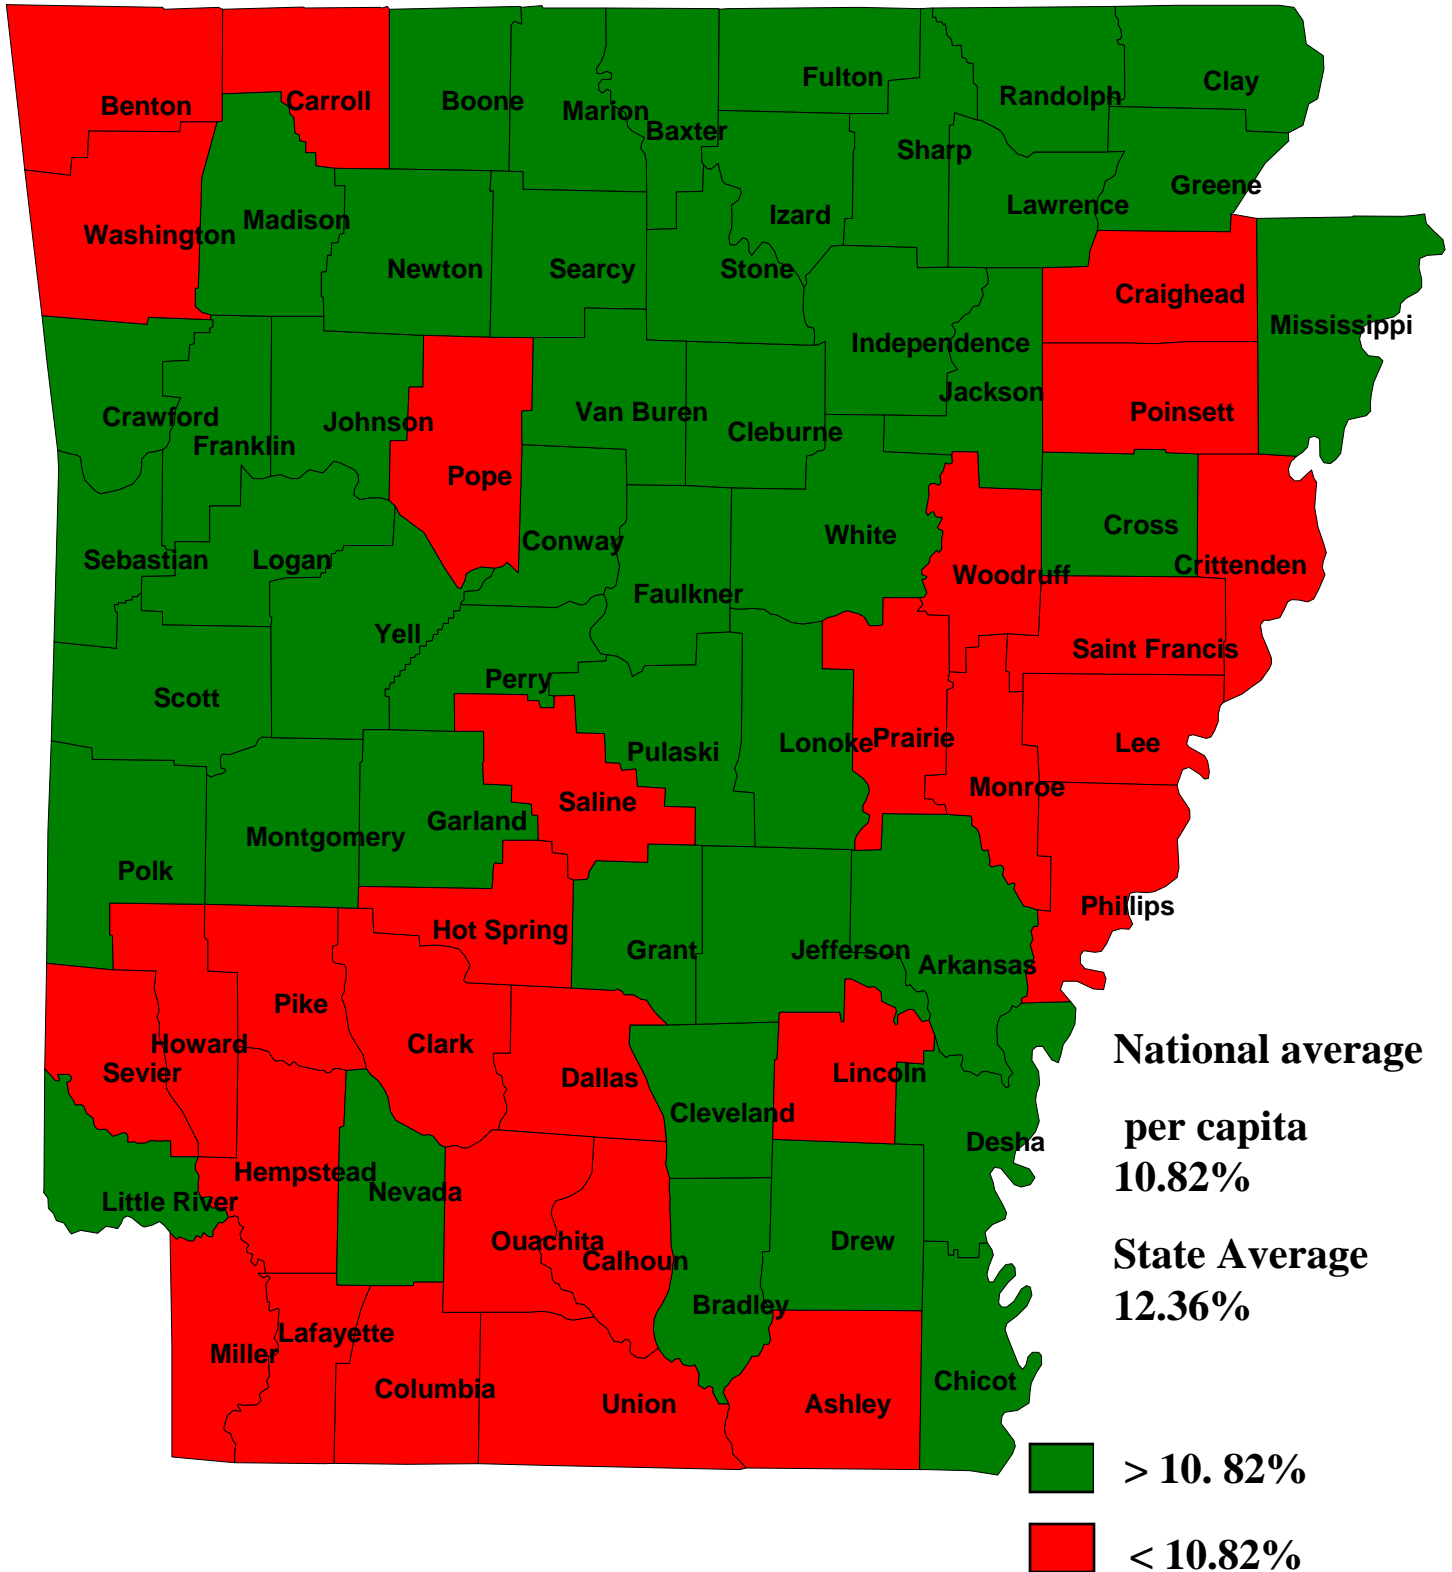 Benton
Carroll
Boone
Marion
Baxter
Fulton
Randolph
Clay
Sharp
Greene
Lawrence
Izard
Washington
Madison
Newton
Searcy
Stone
Craighead
Mississippi
Independence
Jackson
Poinsett
Crawford
Franklin
Johnson
Van Buren
Cleburne
Pope
Conway
White
Cross
Crittenden
Sebastian
Logan
Woodruff
Faulkner
Yell
Saint Francis
Perry
Scott
Pulaski
Lonoke
Prairie
Lee
Monroe
Saline
Garland
Montgomery
Polk
Phillips
Hot Spring
Grant
Jefferson
Arkansas
Pike
Howard
Clark
Sevier
Dallas
Lincoln
Cleveland
Desha
Hempstead
Nevada
Little River
Ouachita
Calhoun
Drew
Bradley
Lafayette
Miller
Columbia
Union
Ashley
Chicot
National average
per capita
10.82%
State Average
12.36%
> 10. 82%
< 10.82%